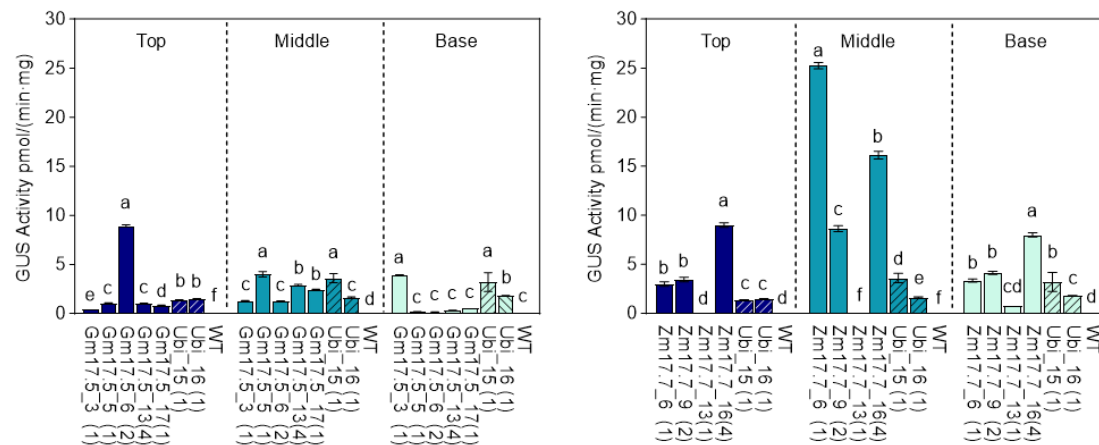 GUS Activity pmol/(min·mg)
30
25
20
15
10
5
0
Top
Middle
Base
e c a c d b b f
c a c b b a c d
a c c c c a b c
Gm17.5_3 (1)
Gm17.5_5 (1)
Gm17.5_6 (2)
Gm17.5_13(4)
Gm17.5_17(1)
Ubi_15 (1)
Ubi_16 (1)
WT
Gm17.5_3 (1)
Gm17.5_5 (1)
Gm17.5_6 (2)
Gm17.5_13(4)
Gm17.5_17(1)
Ubi_15 (1)
Ubi_16 (1)
WT
Gm17.5_3 (1)
Gm17.5_5 (1)
Gm17.5_6 (2)
Gm17.5_13(4)
Gm17.5_17(1)
Ubi_15 (1)
Ubi_16 (1)
WT
GUS Activity pmol/(min·mg)
30
25
20
15
10
5
0
Top
Middle
Base
b b d a c c d
a c f b d e f
b b cd a b c d
Zm17.7_6 (1)
Zm17.7_9 (2)
Zm17.7_13(1)
Zm17.7_16(4)
Ubi_15 (1)
Ubi_16 (1)
WT
Zm17.7_6 (1)
Zm17.7_9 (2)
Zm17.7_13(1)
Zm17.7_16(4)
Ubi_15 (1)
Ubi_16 (1)
WT
Zm17.7_6 (1)
Zm17.7_9 (2)
Zm17.7_13(1)
Zm17.7_16(4)
Ubi_15 (1)
Ubi_16 (1)
WT